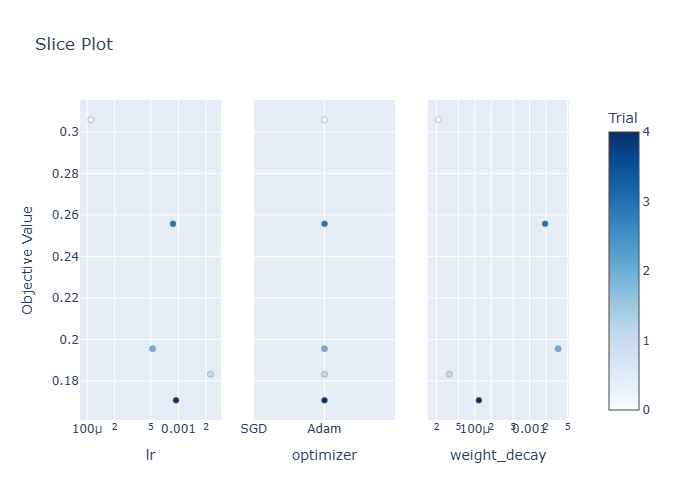 Slice Plot
Trial
Objective Value
0.3
0.28
0.26
0.24
0.22
0.2
0.18
100μ 2 5 0.001 2
SGD Adam
2 5 100μ 2 5 0.001 2 5
lr
optimizer
weight_decay
4
3
2
1
0